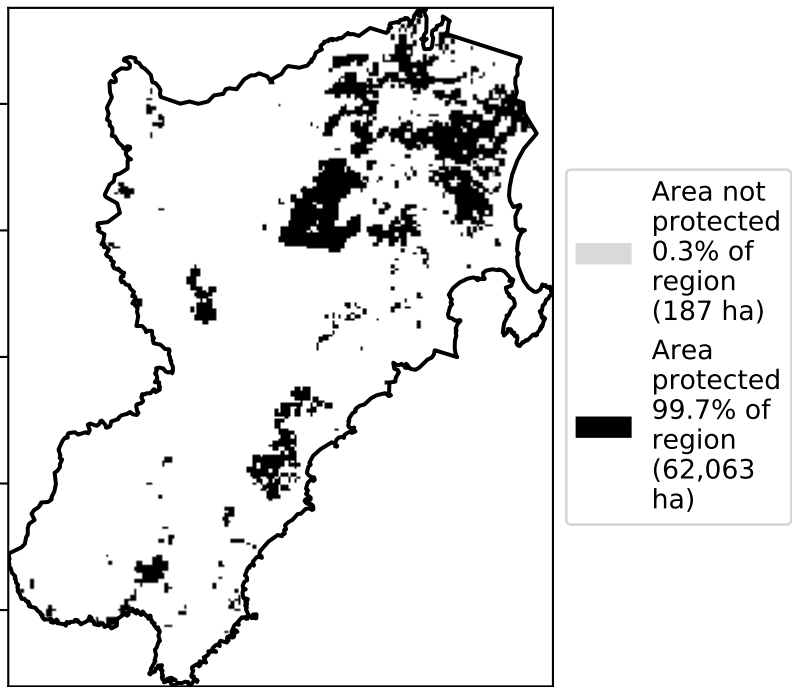 Area not
protected
0.3% of
region
(187 ha)
Area
protected
99.7% of
region
(62,063
ha)